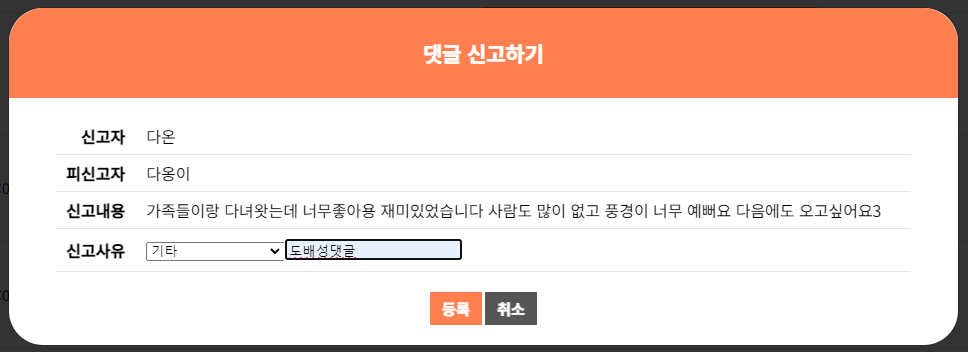 댓글 신고하기
신고자 다온
피신고자 다옹이
신고내용 가족들이랑 다녀왓는데 너무좋아용 재미있었습니다 사람도 많이 없고 풍경이 너무 예뻐요 다음에도 오고싶어요3
신고사유 기타 도배성댓글
등록 취소